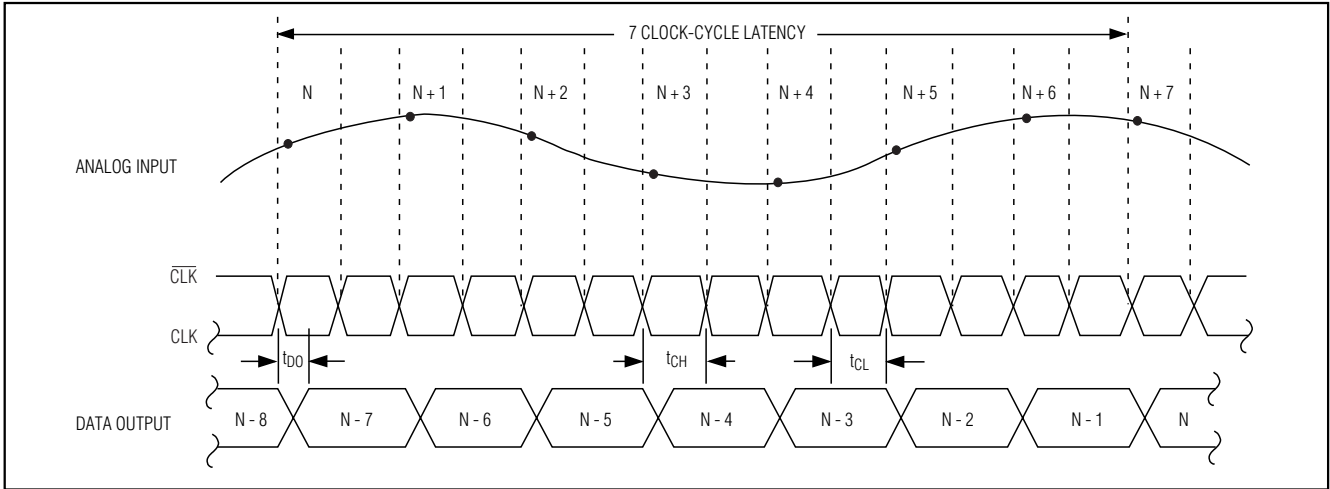 7 CLOCK-CYCLE LATENCY
N N + 1 N + 2 N + 3 N + 4 N + 5 N + 6 N + 7
ANALOG INPUT
CLK
CLK
tDO tCH tCL
DATA OUTPUT N - 8 N - 7 N - 6 N - 5 N - 4 N - 3 N - 2 N - 1 N